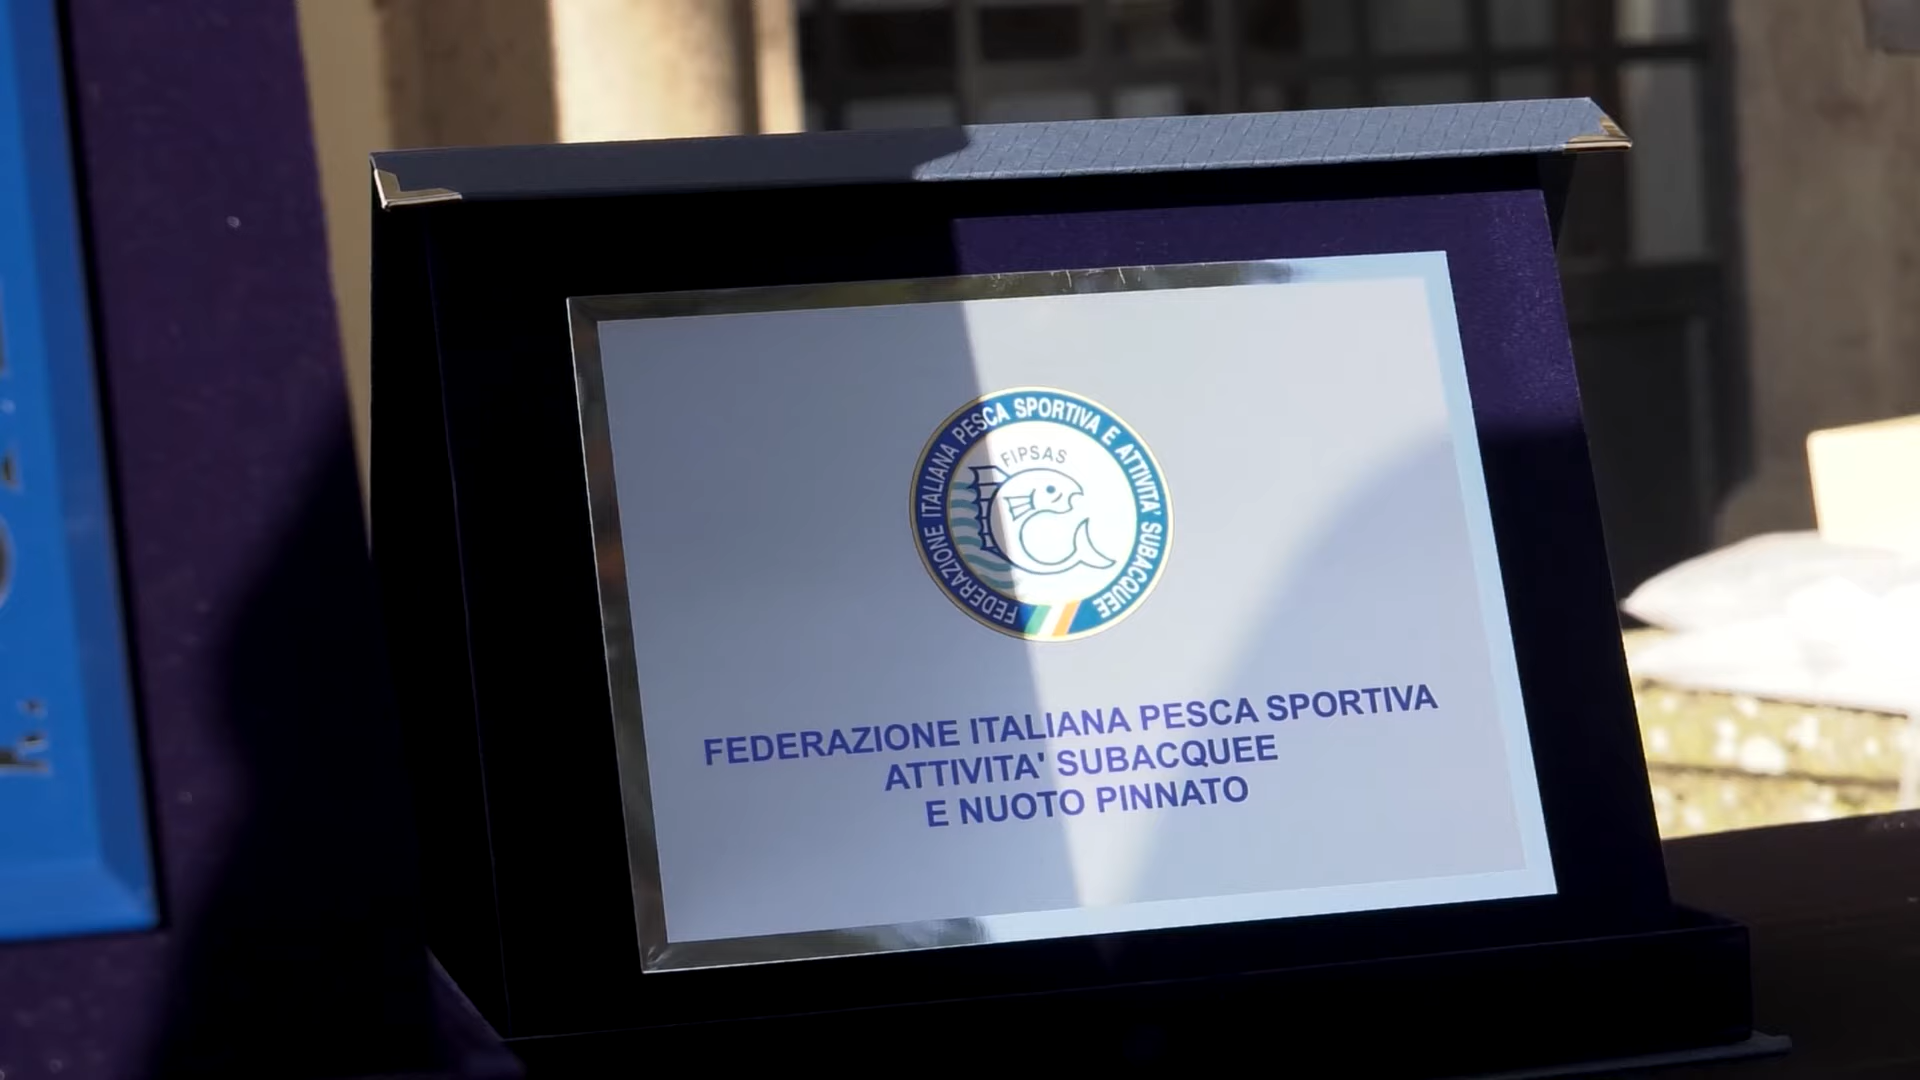 FEDERAZIONE ITALIANA PESCA SPORTIVA E ATTIVITA' SUBACQUEE
FIPSAS
FEDERAZIONE ITALIANA PESCA SPORTIVA
ATTIVITA' SUBACQUEE
E NUOTO PINNATO